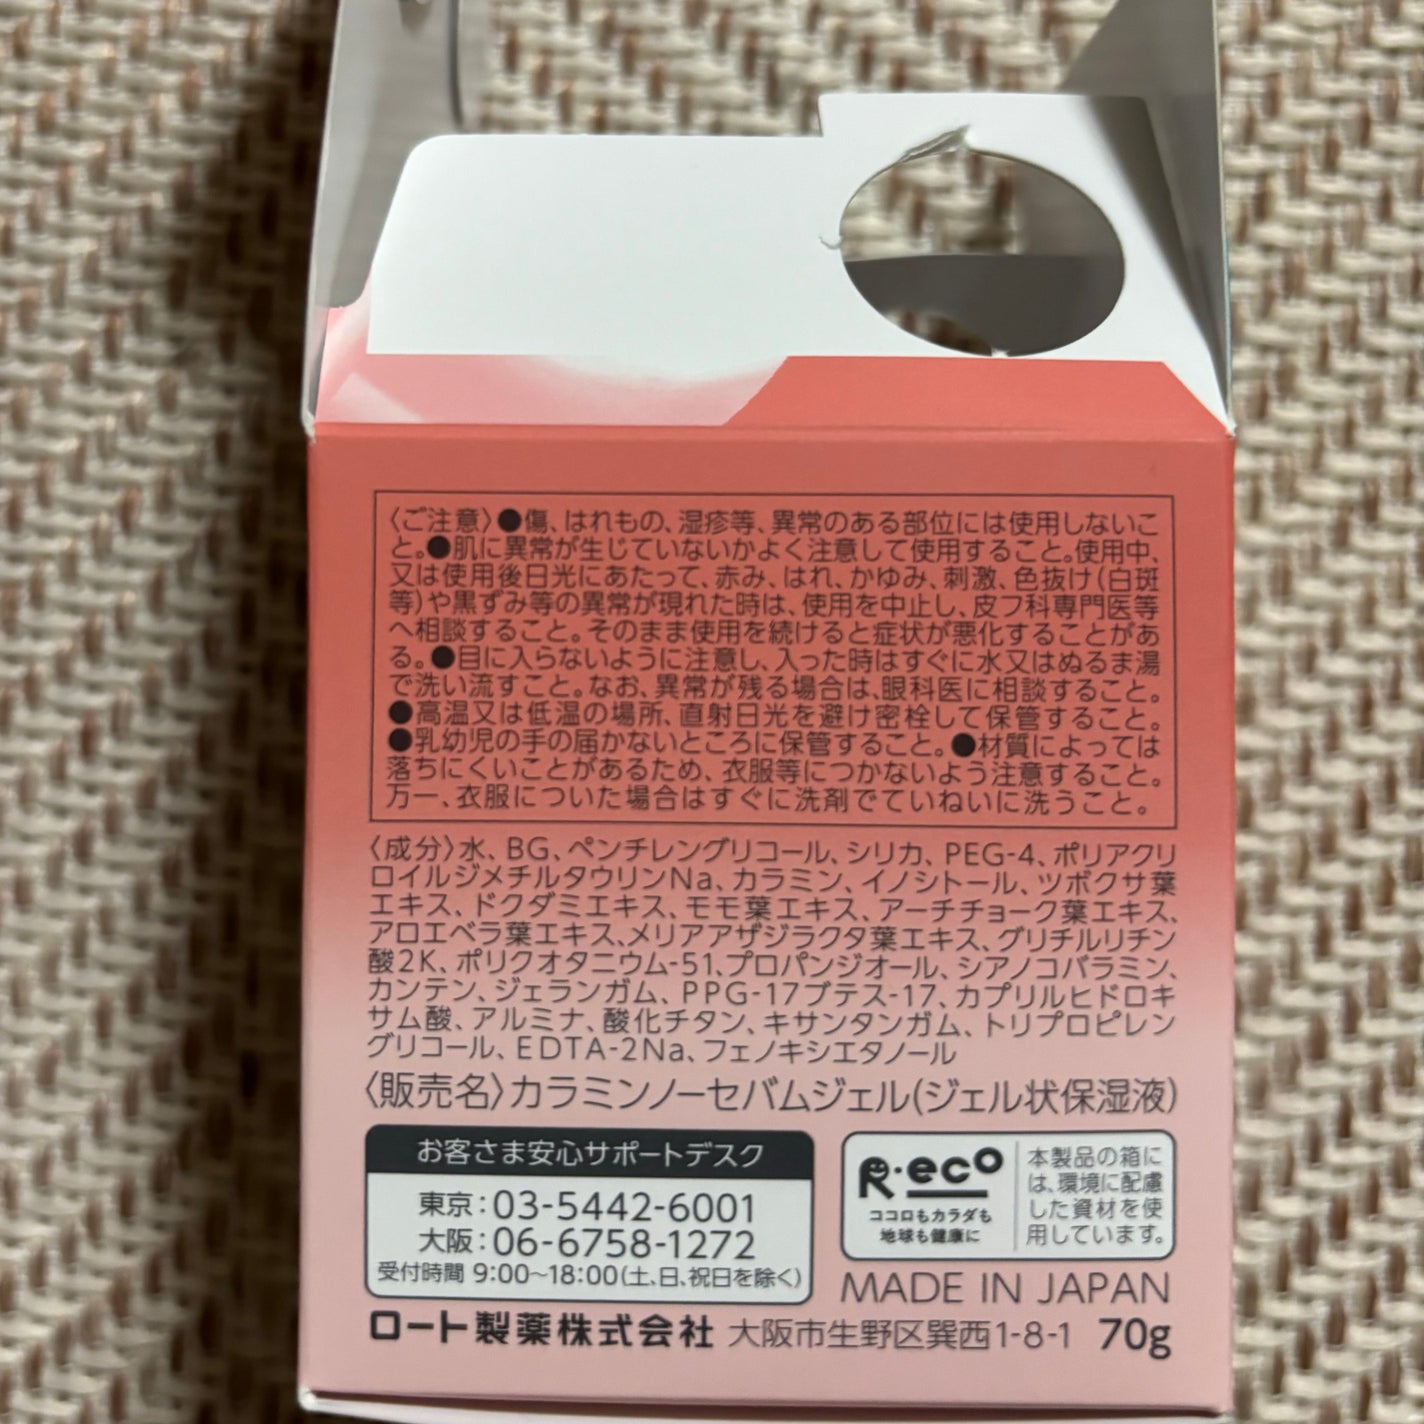 〈ご注意〉●傷、はれもの、湿疹等、異常のある部位には使用しないこ
と。●肌に異常が生じていないかよく注意して使用すること。使用中、
又は使用後日光にあたって、赤み、はれ、かゆみ、刺激、色抜け(白斑
等)や黒ずみ等の異常が現れた時は、使用を中止し、皮フ科専門医等
へ相談すること。そのまま使用を続けると症状が悪化することがあ
る。●目に入らないように注意し、入った時はすぐに水又はぬるま湯
で洗い流すこと。なお、異常が残る場合は、眼科医に相談すること。
●高温又は低温の場所、直射日光を避け密栓して保管すること。
●乳幼児の手の届かないところに保管すること。●材質によっては
落ちにくいことがあるため、衣服等につかないよう注意すること。
万一、衣服についた場合はすぐに洗剤でていねいに洗うこと。
〈成分〉水、BG、ペンチレングリコール、シリカ、PEG-4、ポリアクリ
ロイルジメチルタウリンNa、カラミン、イノシトール、ツボクサ葉
エキス、ドクダミエキス、モモ葉エキス、アーチチョーク葉エキス、
アロエベラ葉エキス、メリアアザジラクタ葉エキス、グリチルリチン
酸2K、ポリクオタニウム-51、プロパンジオール、シアノコバラミン、
カンテン、ジェランガム、PPG-17ブテス-17、カプリルヒドロキ
サム酸、アルミナ、酸化チタン、キサンタンガム、トリプロピレン
グリコール、EDTA-2Na、フェノキシエタノール
〈販売名〉カラミンノーセバムジェル(ジェル状保湿液)
お客さま安心サポートデスク
東京:03-5442-6001
大阪:06-6758-1272
受付時間 9:00~18:00(土、日、祝日を除く)
R・eco
ココロもカラダも
地球も健康に
本製品の箱に
は、環境に配慮
した資材を使
用しています。
MADE IN JAPAN
ロート製薬株式会社 大阪市生野区巽西1-8-1 70g